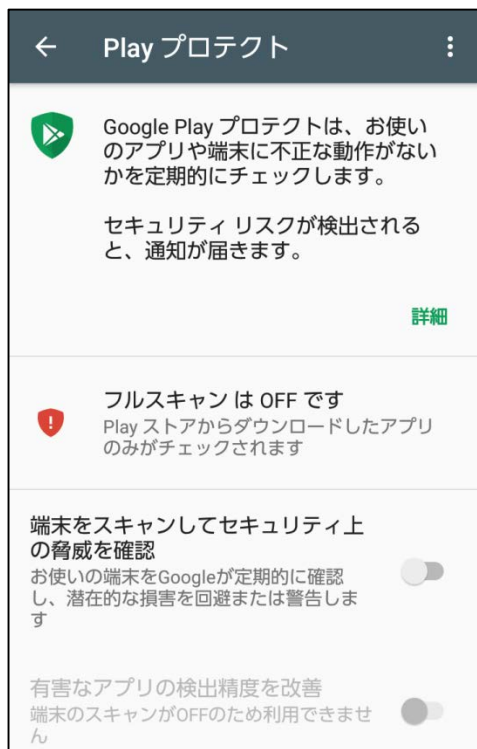 Play プロテクト
Google Play プロテクトは、お使い
のアプリや端末に不正な動作がない
かを定期的にチェックします。
セキュリティ リスクが検出される
と、通知が届きます。
詳細
フルスキャン は OFF です
Play ストアからダウンロードしたアプリ
のみがチェックされます
端末をスキャンしてセキュリティ上
の脅威を確認
お使いの端末をGoogleが定期的に確認
し、潜在的な損害を回避または警告しま
す
有害なアプリの検出精度を改善
端末のスキャンがOFFのため利用できませ
ん